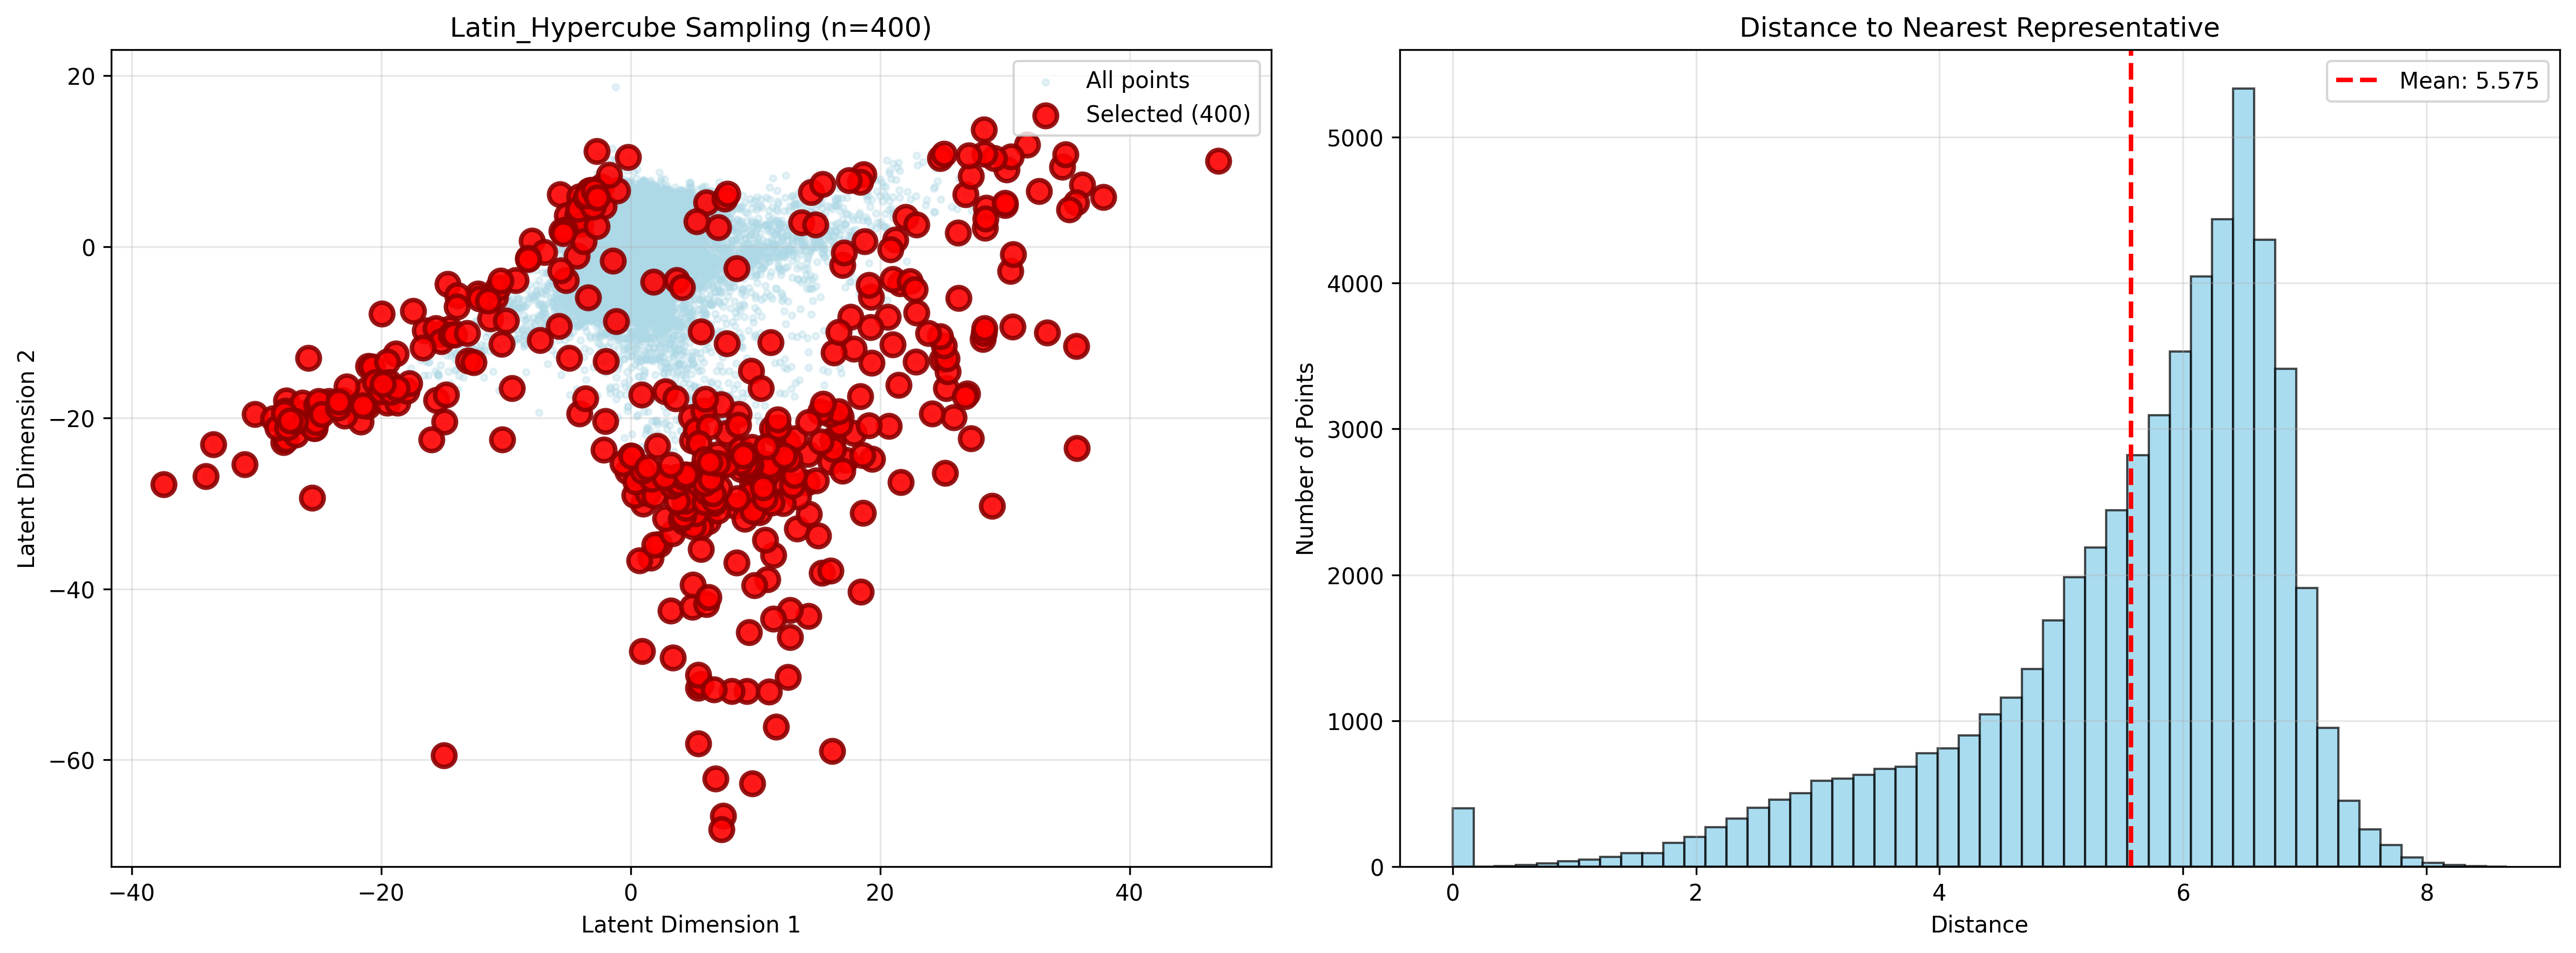 Latin_Hypercube Sampling (n=400)
All points
Selected (400)
20
0
−20
−40
−60
Latent Dimension 2
−40
−20
0
20
40
Latent Dimension 1
Distance to Nearest Representative
Mean: 5.575
5000
4000
3000
2000
1000
0
Number of Points
0
2
4
6
8
Distance